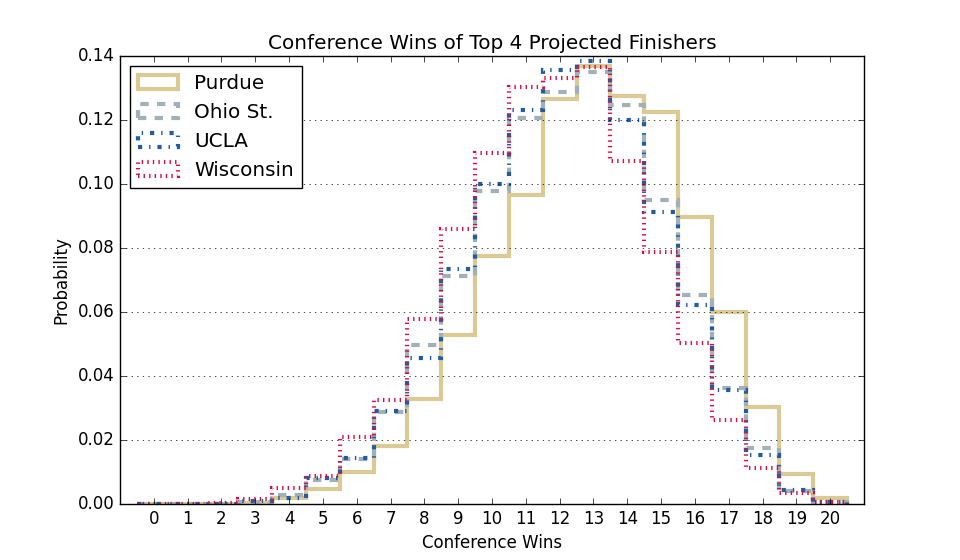 Conference Wins of Top 4 Projected Finishers
Purdue
Ohio St.
UCLA
Wisconsin
Probability
0.14
0.12
0.10
0.08
0.06
0.04
0.02
0.00
0 1 2 3 4 5 6 7 8 9 10 11 12 13 14 15 16 17 18 19 20
Conference Wins